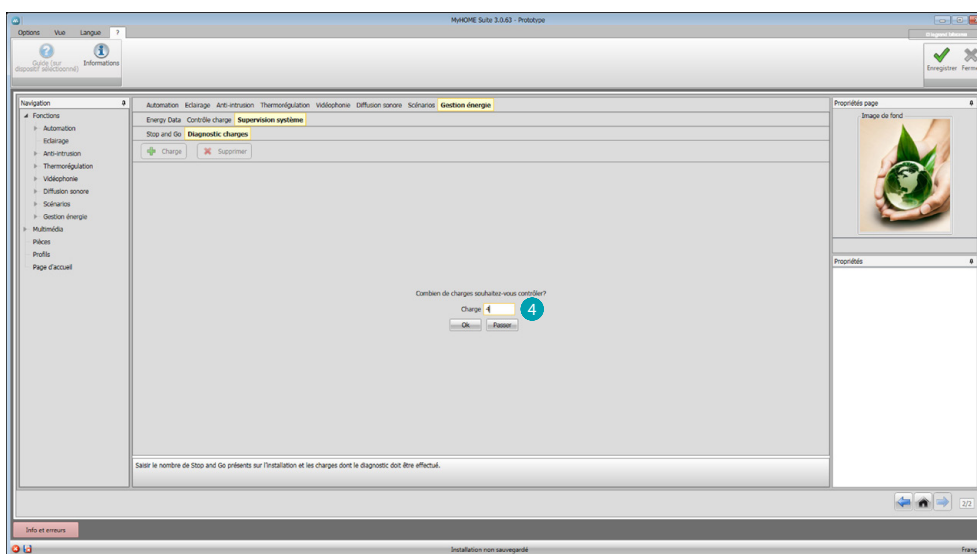 MyHOME Suite 3.0.63 - Prototype
Options Vue Langue ?
Guide (sur dispositif sélectionné)
Informations
Enregistrer
Navigation
Fonctions
Automation
Eclairage
Anti-intrusion
Thermorégulation
Vidéophonie
Diffusion sonore
Scénarios
Gestion énergie
Multimédia
Pièces
Profils
Page d'accueil
Automation Eclairage Anti-intrusion Thermorégulation Vidéophonie Diffusion sonore Scénarios Gestion énergie
Energy Data Contrôle charge Supervision système
Stop and Go Diagnostic charges
Charge Supprimer
Combien de charges souhaitez-vous contrôler?
Charge 4 4
Ok Passer
Saisir le nombre de Stop and Go présents sur l'installation et les charges dont le diagnostic doit être effectué.
Propriétés page
Image de fond
Propriétés
2/2
Info et erreurs
Installation non sauvegardé